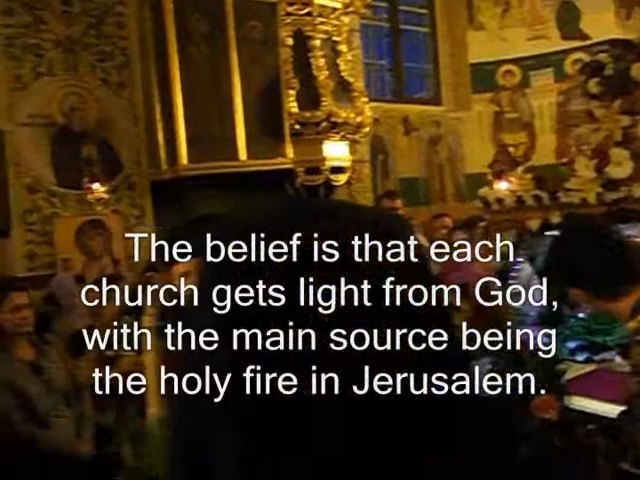 The belief is that each
church gets light from God,
with the main source being
the holy fire in Jerusalem.